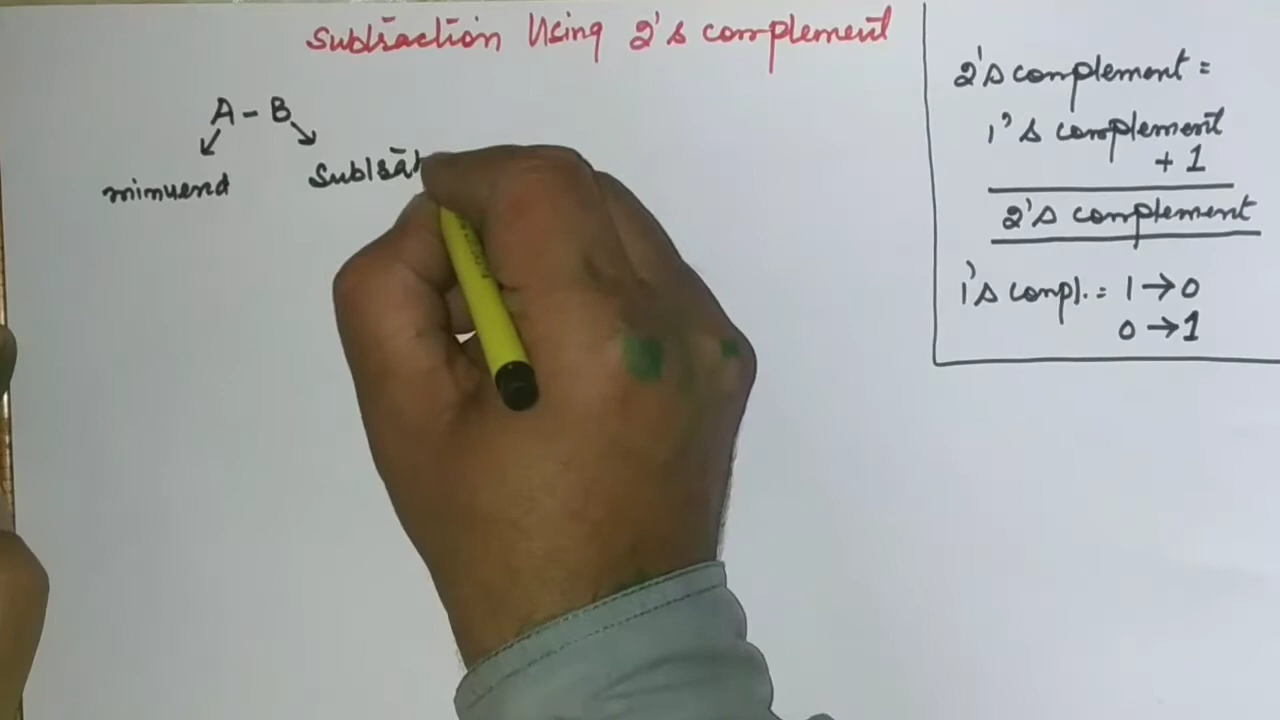 Subtraction Using 2's complement
A - B
minuend
2's complement =
1's complement
+ 1
2's complement
1's compl. = 1 → 0
0 → 1